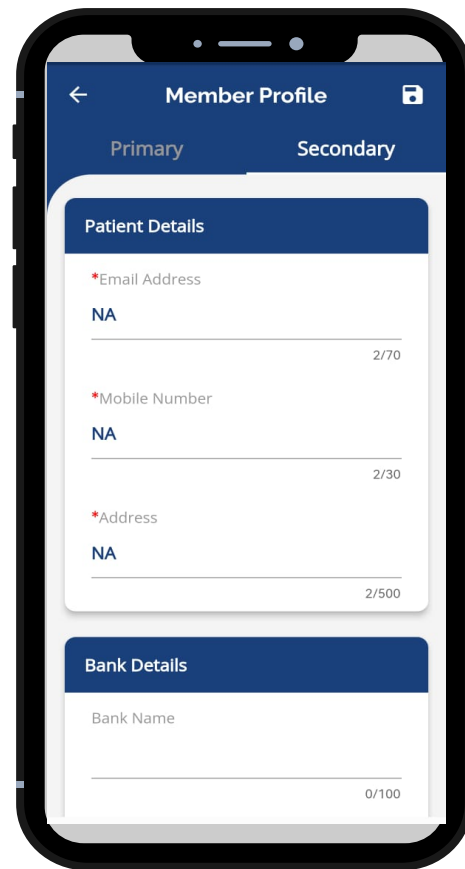 Member Profile
Primary
Secondary
Patient Details
*Email Address
NA
2/70
*Mobile Number
NA
2/30
*Address
NA
2/500
Bank Details
Bank Name
0/100